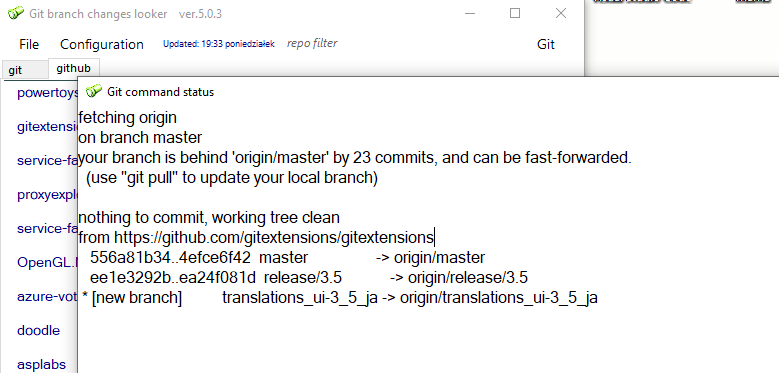 Git branch changes looker ver.5.0.3
File Configuration Updated: 19:33 poniedziałek repo filter Git
git github
powertoys
Git command status
fetching origin
on branch master
your branch is behind 'origin/master' by 23 commits, and can be fast-forwarded.
(use "git pull" to update your local branch)
nothing to commit, working tree clean
from https://github.com/gitextensions/gitextensions
556a81b34..4efce6f42 master -> origin/master
ee1e3292b..ea24f081d release/3.5 -> origin/release/3.5
* [new branch] translations_ui-3_5_ja -> origin/translations_ui-3_5_ja
gitextensi
service-fa
proxyexplo
service-fa
OpenGL.
azure-vot
doodle
asplabs